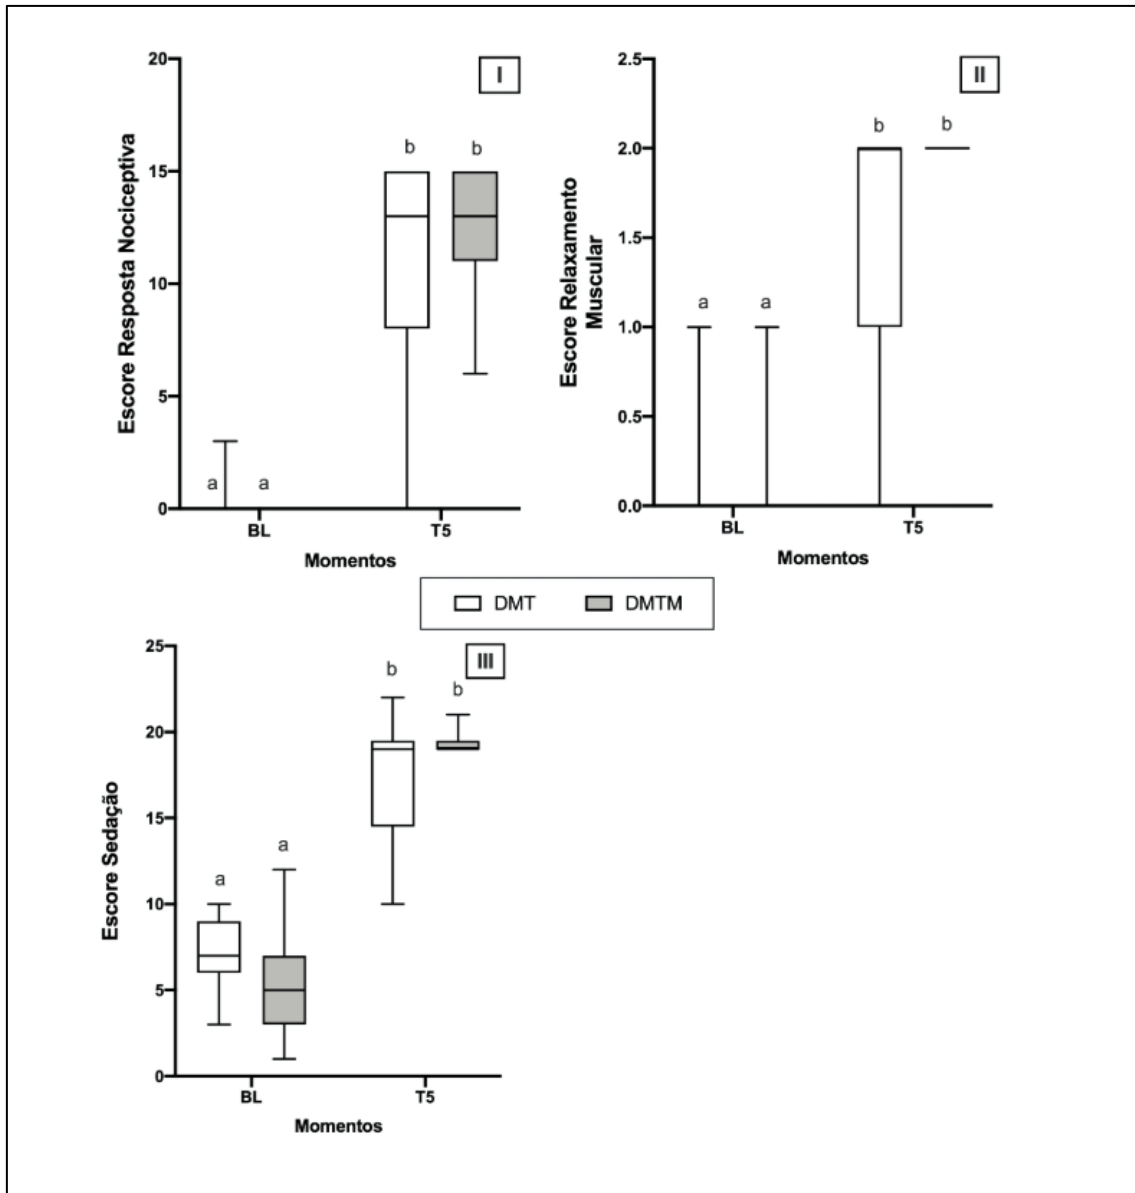 I
Escore Resposta Nociceptiva
20
15
10
5
0
b
b
a
a
BL
T5
Momentos
II
Escore Relaxamento
Muscular
2.5
2.0
1.5
1.0
0.5
0.0
b
b
a
a
BL
T5
Momentos
DMT
DMTM
III
Escore Sedação
25
20
15
10
5
0
b
b
a
a
BL
T5
Momentos